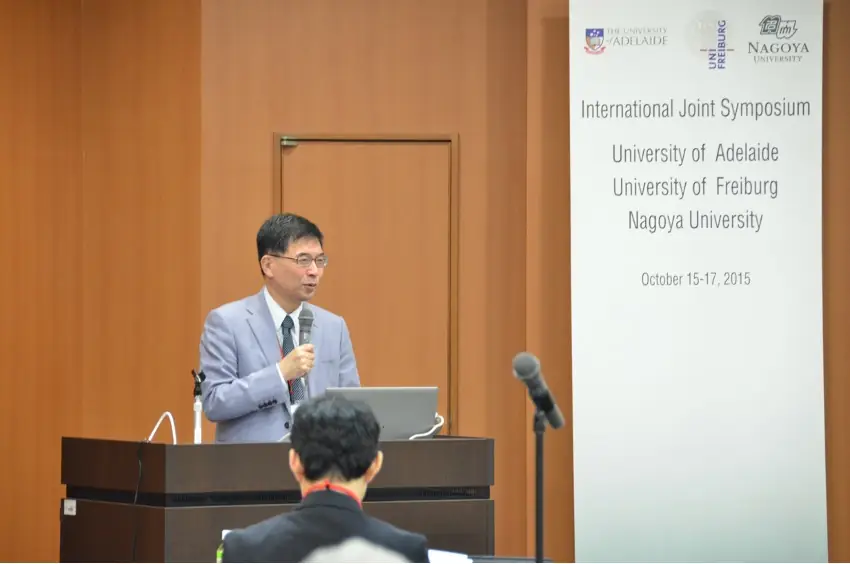 THE UNIVERSITY
of ADELAIDE
UNI
FREIBURG
NAGOYA
UNIVERSITY
International Joint Symposium
University of Adelaide
University of Freiburg
Nagoya University
October 15-17, 2015